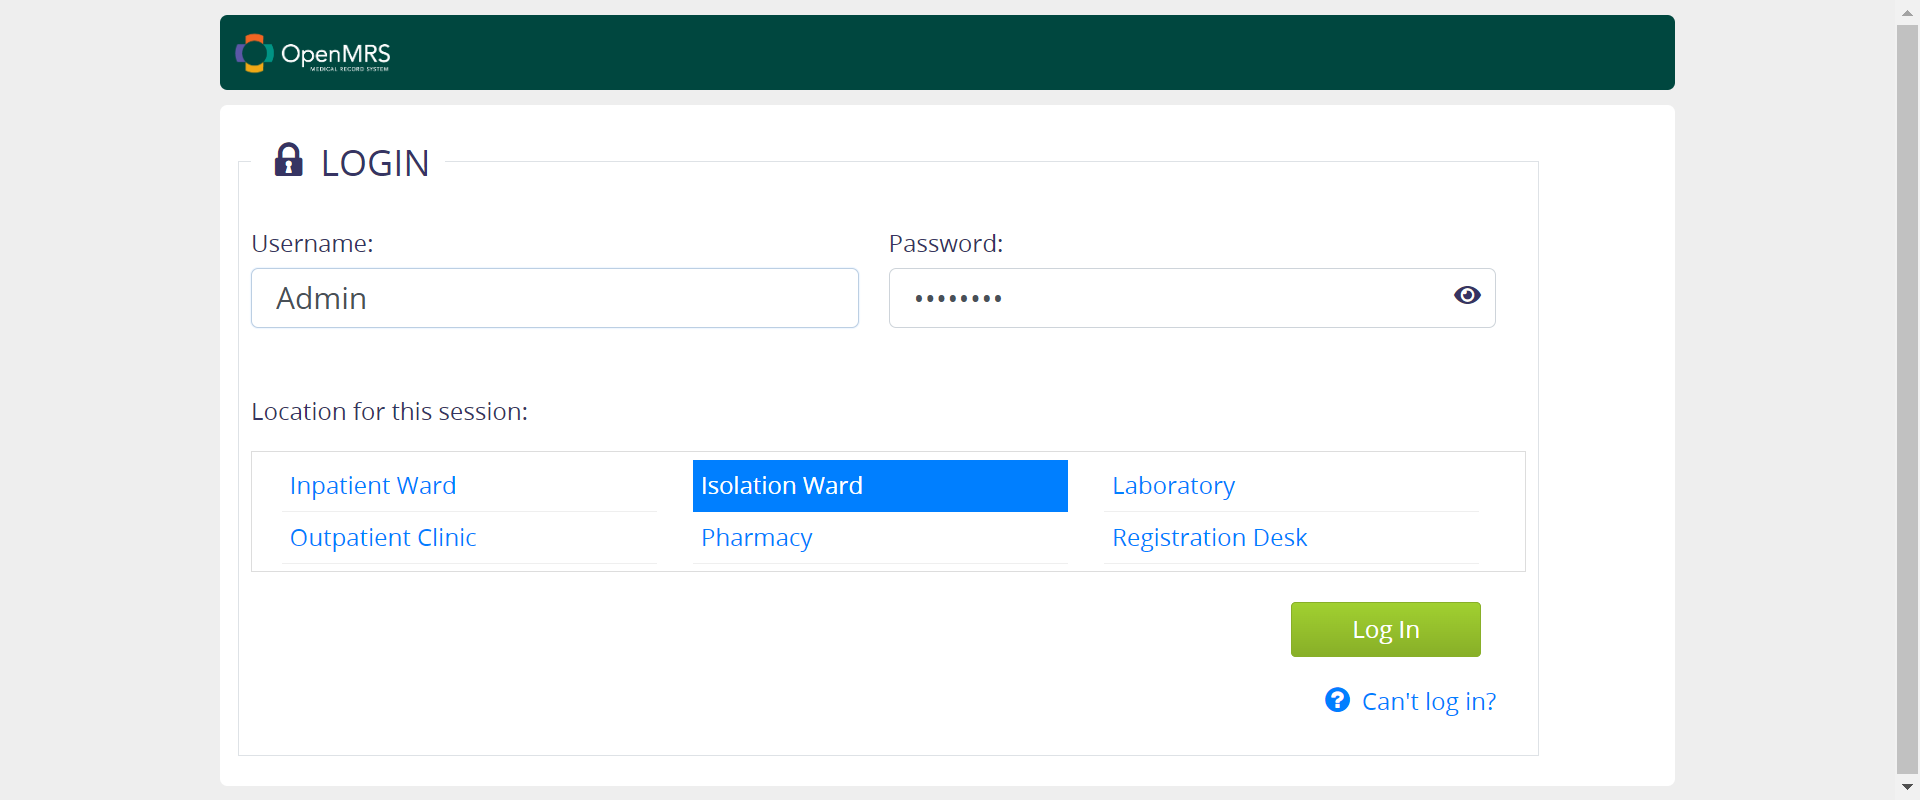 OpenMRS
MEDICAL RECORD SYSTEM
LOGIN
Username:
Password:
Admin
Location for this session:
Inpatient Ward
Isolation Ward
Laboratory
Outpatient Clinic
Pharmacy
Registration Desk
Log In
Can't log in?